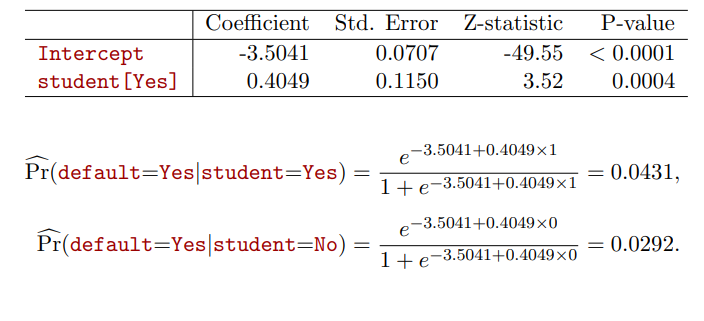 Coefficient Std. Error Z-statistic P-value
Intercept -3.5041 0.0707 -49.55 < 0.0001
student[Yes] 0.4049 0.1150 3.52 0.0004
e^{−3.5041+0.4049×1}
\widehat{Pr}(default=Yes|student=Yes) = ———— = 0.0431,
1 + e^{−3.5041+0.4049×1}
e^{−3.5041+0.4049×0}
\widehat{Pr}(default=Yes|student=No) = ———— = 0.0292.
1 + e^{−3.5041+0.4049×0}